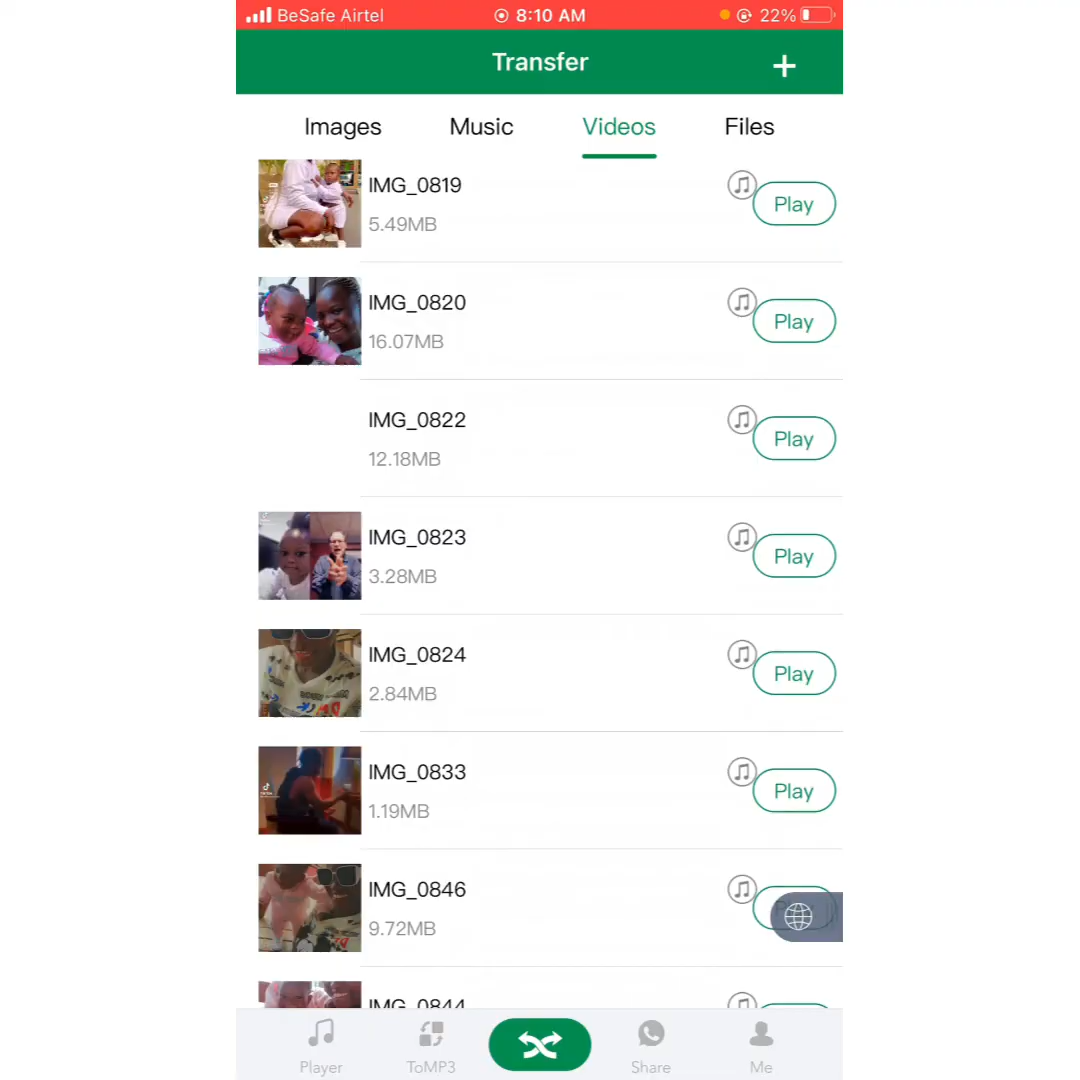 BeSafe Airtel 8:10 AM 22%
Transfer +
Images Music Videos Files
IMG_0819
5.49MB
Play
IMG_0820
16.07MB
Play
IMG_0822
12.18MB
Play
IMG_0823
3.28MB
Play
IMG_0824
2.84MB
Play
IMG_0833
1.19MB
Play
IMG_0846
9.72MB
IMG_0844
Player ToMP3 Share Me